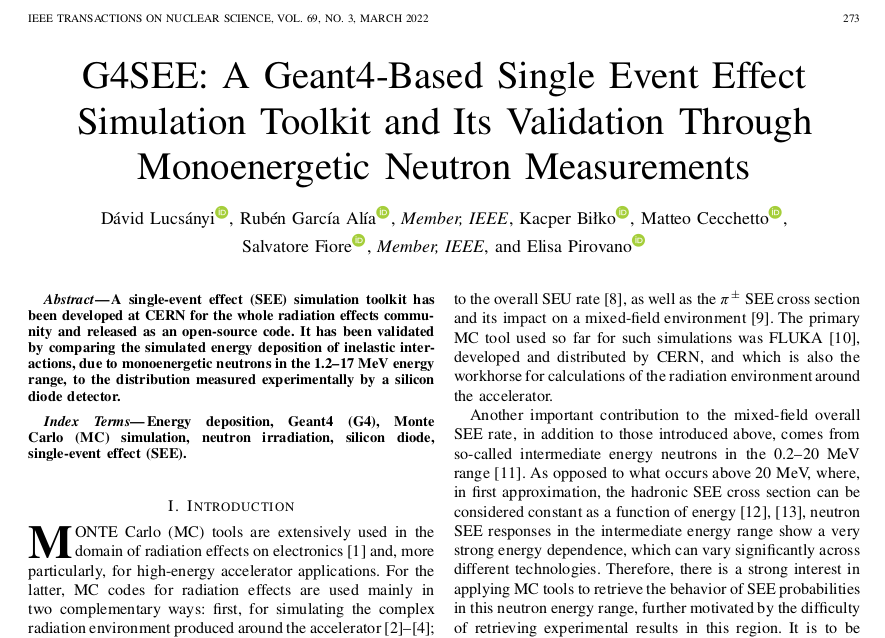 IEEE TRANSACTIONS ON NUCLEAR SCIENCE, VOL. 69, NO. 3, MARCH 2022 273
G4SEE: A Geant4-Based Single Event Effect
Simulation Toolkit and Its Validation Through
Monoenergetic Neutron Measurements
Dávid Lucsányi, Rubén García Alía, Member, IEEE, Kacper Biłko, Matteo Cecchetto,
Salvatore Fiore, Member, IEEE, and Elisa Pirovano
Abstract—A single-event effect (SEE) simulation toolkit has
been developed at CERN for the whole radiation effects commu-
nity and released as an open-source code. It has been validated
by comparing the simulated energy deposition of inelastic inter-
actions, due to monoenergetic neutrons in the 1.2–17 MeV energy
range, to the distribution measured experimentally by a silicon
diode detector.
Index Terms—Energy deposition, Geant4 (G4), Monte
Carlo (MC) simulation, neutron irradiation, silicon diode,
single-event effect (SEE).
I. INTRODUCTION
MONTE Carlo (MC) tools are extensively used in the
domain of radiation effects on electronics [1] and, more
particularly, for high-energy accelerator applications. For the
latter, MC codes for radiation effects are used mainly in
two complementary ways: first, for simulating the complex
radiation environment produced around the accelerator [2]–[4];
to the overall SEU rate [8], as well as the π± SEE cross section
and its impact on a mixed-field environment [9]. The primary
MC tool used so far for such simulations was FLUKA [10],
developed and distributed by CERN, and which is also the
workhorse for calculations of the radiation environment around
the accelerator.
Another important contribution to the mixed-field overall
SEE rate, in addition to those introduced above, comes from
so-called intermediate energy neutrons in the 0.2–20 MeV
range [11]. As opposed to what occurs above 20 MeV, where,
in first approximation, the hadronic SEE cross section can be
considered constant as a function of energy [12], [13], neutron
SEE responses in the intermediate energy range show a very
strong energy dependence, which can vary significantly across
different technologies. Therefore, there is a strong interest in
applying MC tools to retrieve the behavior of SEE probabilities
in this neutron energy range, further motivated by the difficulty
of retrieving experimental results in this region. It is to be